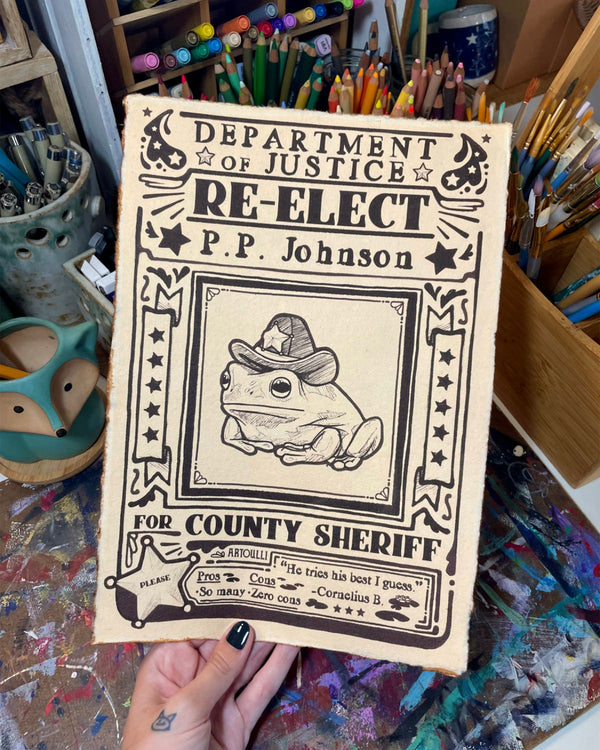 DEPARTMENT
OF JUSTICE
RE-ELECT
P.P. Johnson
FOR COUNTY SHERIFF
ARTOULLI
PLEASE
Pros
·So many
Cons
·Zero cons
"He tries his best I guess."
-Cornelius B.